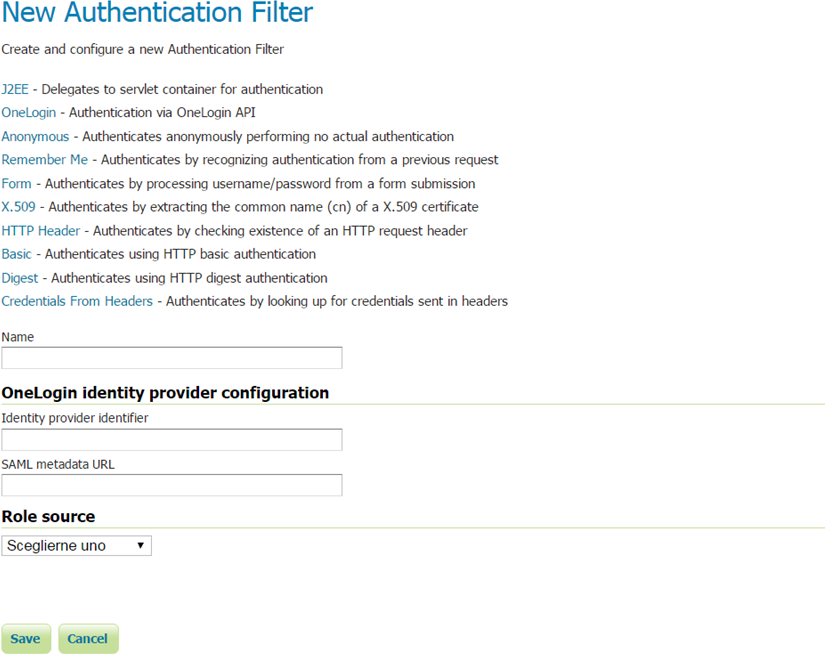 New Authentication Filter
Create and configure a new Authentication Filter
J2EE - Delegates to servlet container for authentication
OneLogin - Authentication via OneLogin API
Anonymous - Authenticates anonymously performing no actual authentication
Remember Me - Authenticates by recognizing authentication from a previous request
Form - Authenticates by processing username/password from a form submission
X.509 - Authenticates by extracting the common name (cn) of a X.509 certificate
HTTP Header - Authenticates by checking existence of an HTTP request header
Basic - Authenticates using HTTP basic authentication
Digest - Authenticates using HTTP digest authentication
Credentials From Headers - Authenticates by looking up for credentials sent in headers
Name
OneLogin identity provider configuration
Identity provider identifier
SAML metadata URL
Role source
Sceglierne uno
Save Cancel